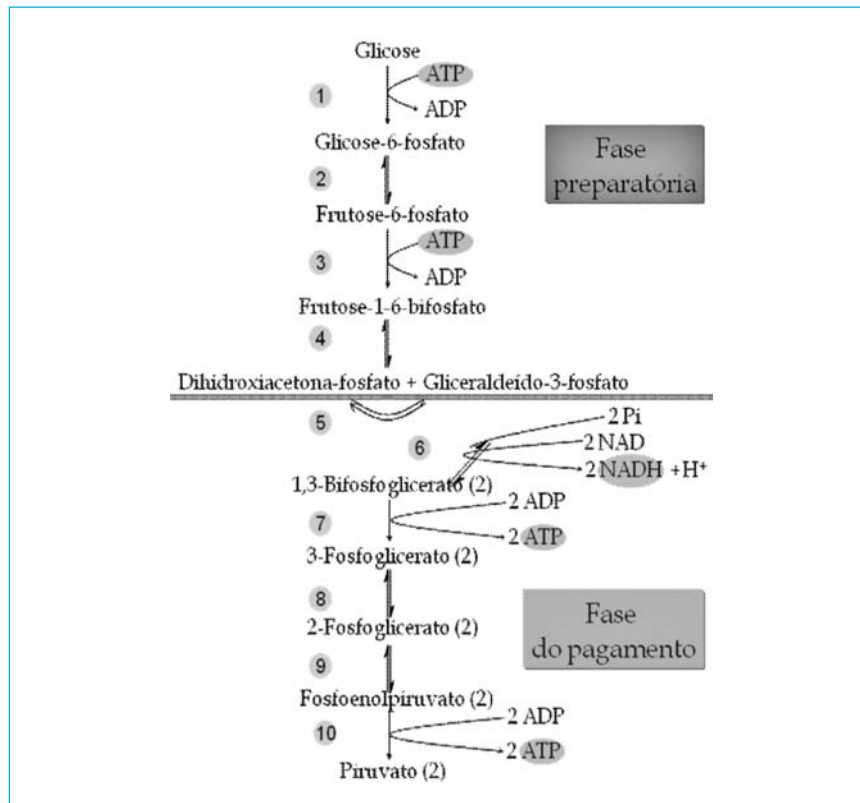 Glicose
ATP
1
ADP
Glicose-6-fosfato
Fase
preparatória
2
Frutose-6-fosfato
ATP
3
ADP
Frutose-1-6-bifosfato
4
Dihidroxiacetona-fosfato + Gliceraldeído-3-fosfato
5
6
2 Pi
2 NAD
2 NADH + H⁺
1,3-Bifosfoglicerato (2)
2 ADP
7
2 ATP
3-Fosfoglicerato (2)
8
Fase
do pagamento
2-Fosfoglicerato (2)
9
Fosfoenolpiruvato (2)
2 ADP
10
2 ATP
Piruvato (2)